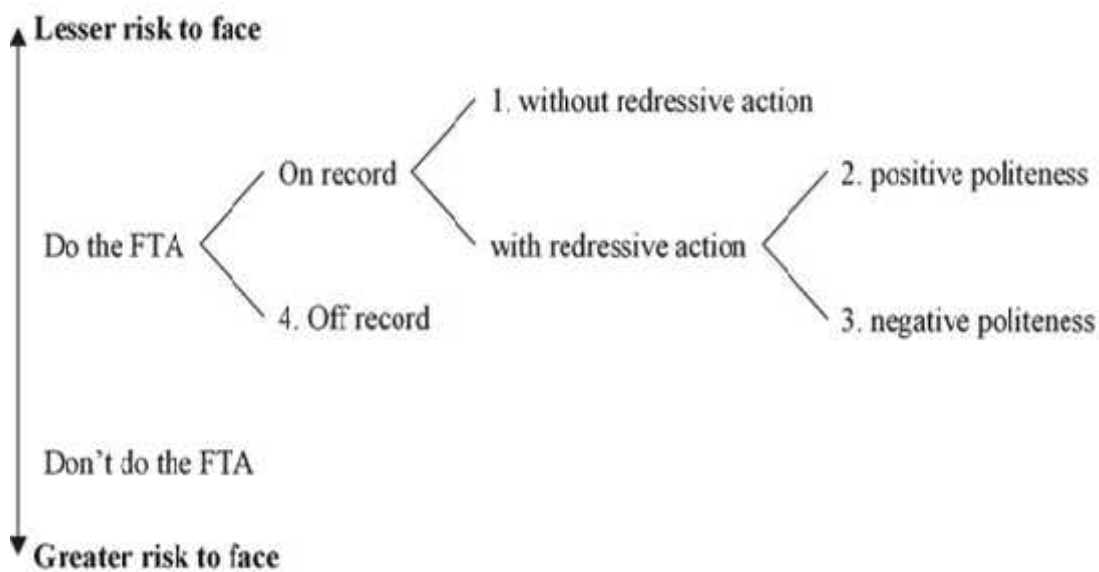 Lesser risk to face
1. without redressive action
On record
2. positive politeness
Do the FTA
with redressive action
4. Off record
3. negative politeness
Don't do the FTA
Greater risk to face